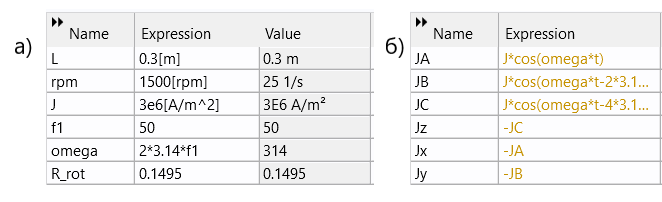 а)
Name Expression Value
L 0.3[m] 0.3 m
rpm 1500[rpm] 25 1/s
J 3e6[A/m^2] 3E6 A/m²
f1 50 50
omega 2*3.14*f1 314
R_rot 0.1495 0.1495
б)
Name Expression
JA J*cos(omega*t)
JB J*cos(omega*t-2*3.1...
JC J*cos(omega*t-4*3.1...
Jz -JC
Jx -JA
Jy -JB